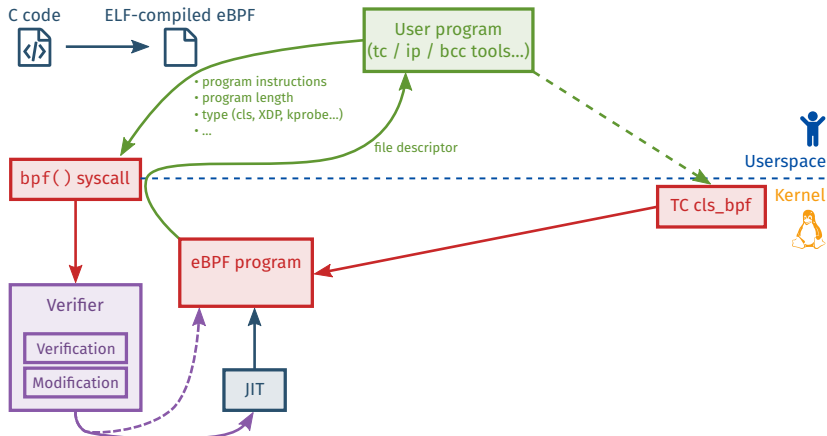 C code
ELF-compiled eBPF
User program
(tc / ip / bcc tools...)
• program instructions
• program length
• type (cls, XDP, kprobe...)
• ...
file descriptor
Userspace
bpf() syscall
Kernel
TC cls_bpf
eBPF program
Verifier
Verification
Modification
JIT